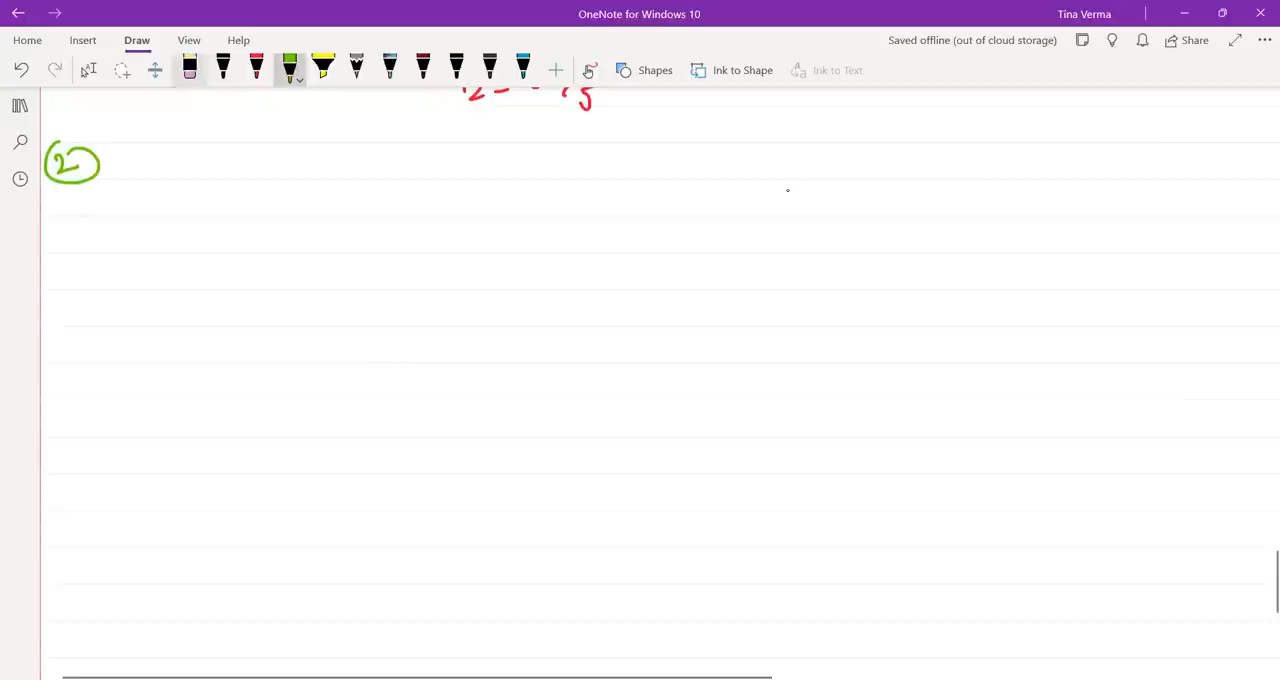 OneNote for Windows 10
Tina Verma
Home Insert Draw View Help
Saved offline (out of cloud storage)
Share
Shapes
Ink to Shape
Ink to Text
2